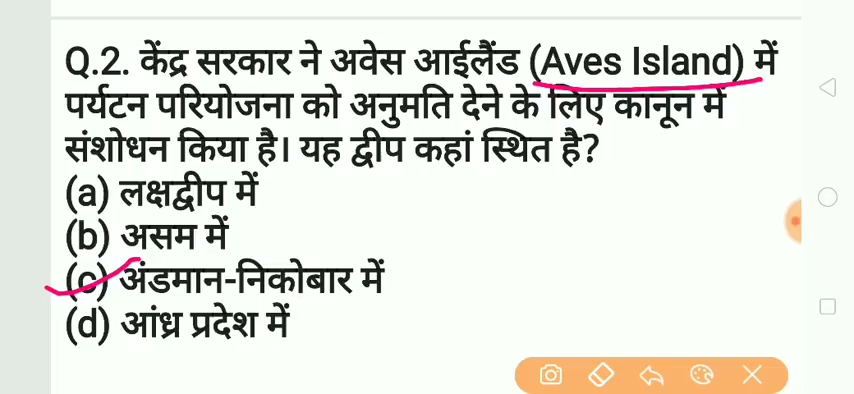 Q.2. केंद्र सरकार ने अवेस आईलैंड (Aves Island) में
पर्यटन परियोजना को अनुमति देने के लिए कानून में
संशोधन किया है। यह द्वीप कहां स्थित है?
(a) लक्षद्वीप में
(b) असम में
(c) अंडमान-निकोबार में
(d) आंध्र प्रदेश में